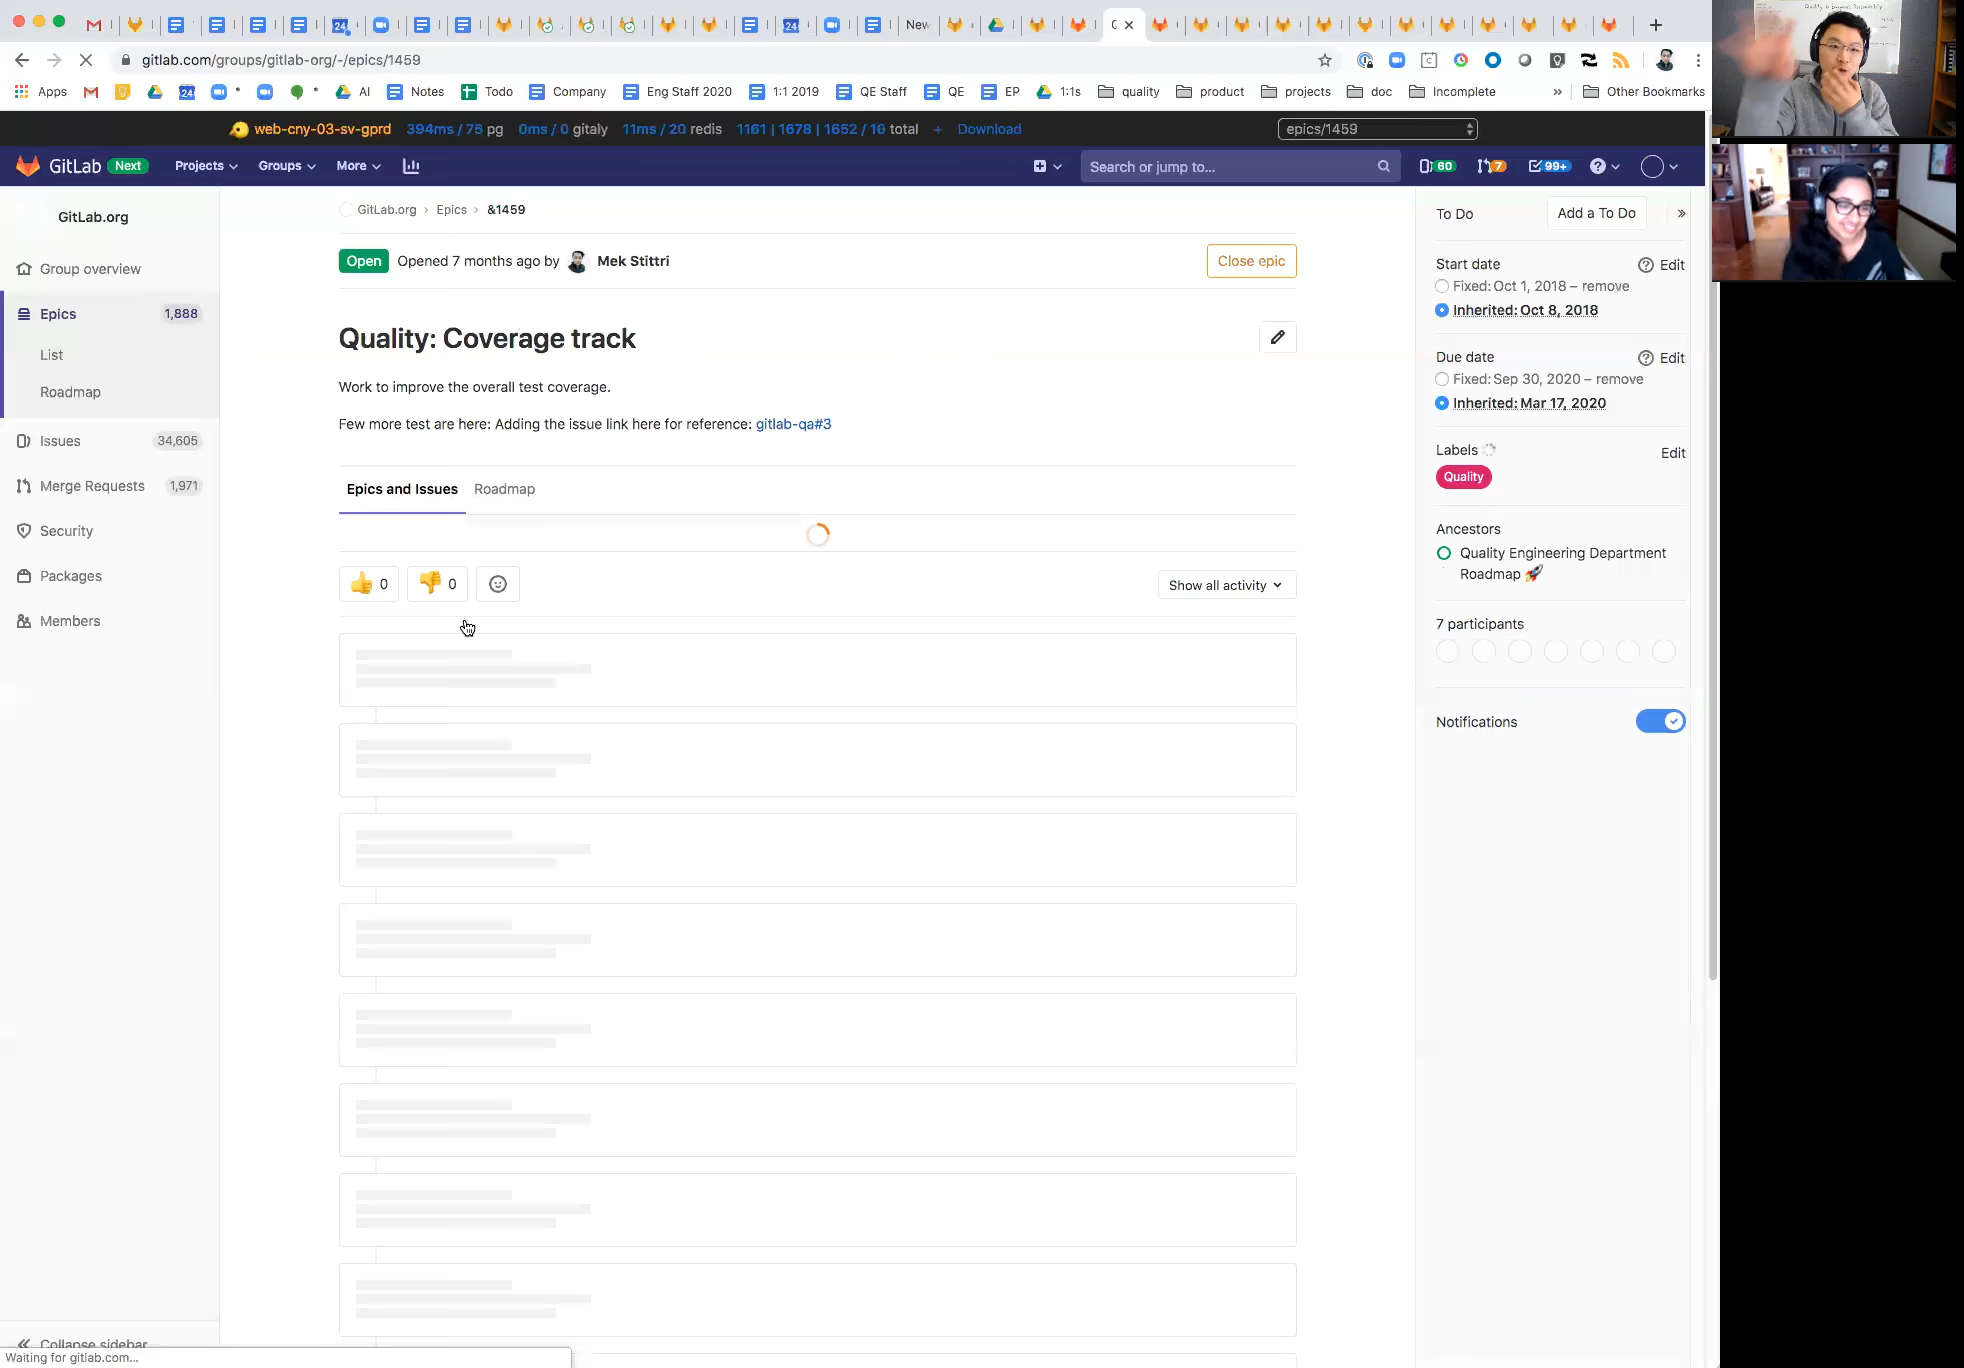 New
gitlab.com/groups/gitlab-org/-/epics/1459
Apps
AI
Notes
Todo
Company
Eng Staff 2020
1:1 2019
QE Staff
QE
EP
1:1s
quality
product
projects
doc
Incomplete
»
Other Bookmarks
web-cny-03-sv-gprd 394ms / 75 pg 0ms / 0 gitaly 11ms / 20 redis 1161 | 1678 | 1652 / 16 total + Download
epics/1459
GitLab Next Projects Groups More
Search or jump to...
60
7
99+
GitLab.org
Group overview
Epics 1,888
List
Roadmap
Issues 34,605
Merge Requests 1,971
Security
Packages
Members
Collapse sidebar
Waiting for gitlab.com...
GitLab.org › Epics › &1459
Open Opened 7 months ago by Mek Stittri
Close epic
Quality: Coverage track
Work to improve the overall test coverage.
Few more test are here: Adding the issue link here for reference: gitlab-qa#3
Epics and Issues Roadmap
0 0
Show all activity
To Do Add a To Do »
Start date Edit
Fixed: Oct 1, 2018 – remove
Inherited: Oct 8, 2018
Due date Edit
Fixed: Sep 30, 2020 – remove
Inherited: Mar 17, 2020
Labels Edit
Quality
Ancestors
Quality Engineering Department
Roadmap 🚀
7 participants
Notifications